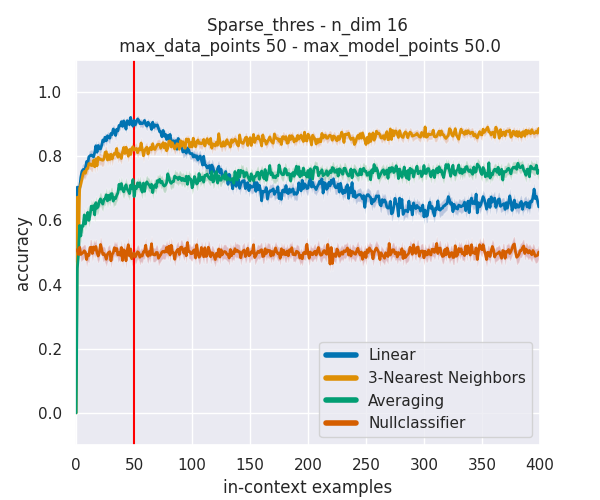 Sparse_thres - n_dim 16
max_data_points 50 - max_model_points 50.0
accuracy
1.0
0.8
0.6
0.4
0.2
0.0
Linear
3-Nearest Neighbors
Averaging
Nullclassifier
0 50 100 150 200 250 300 350 400
in-context examples